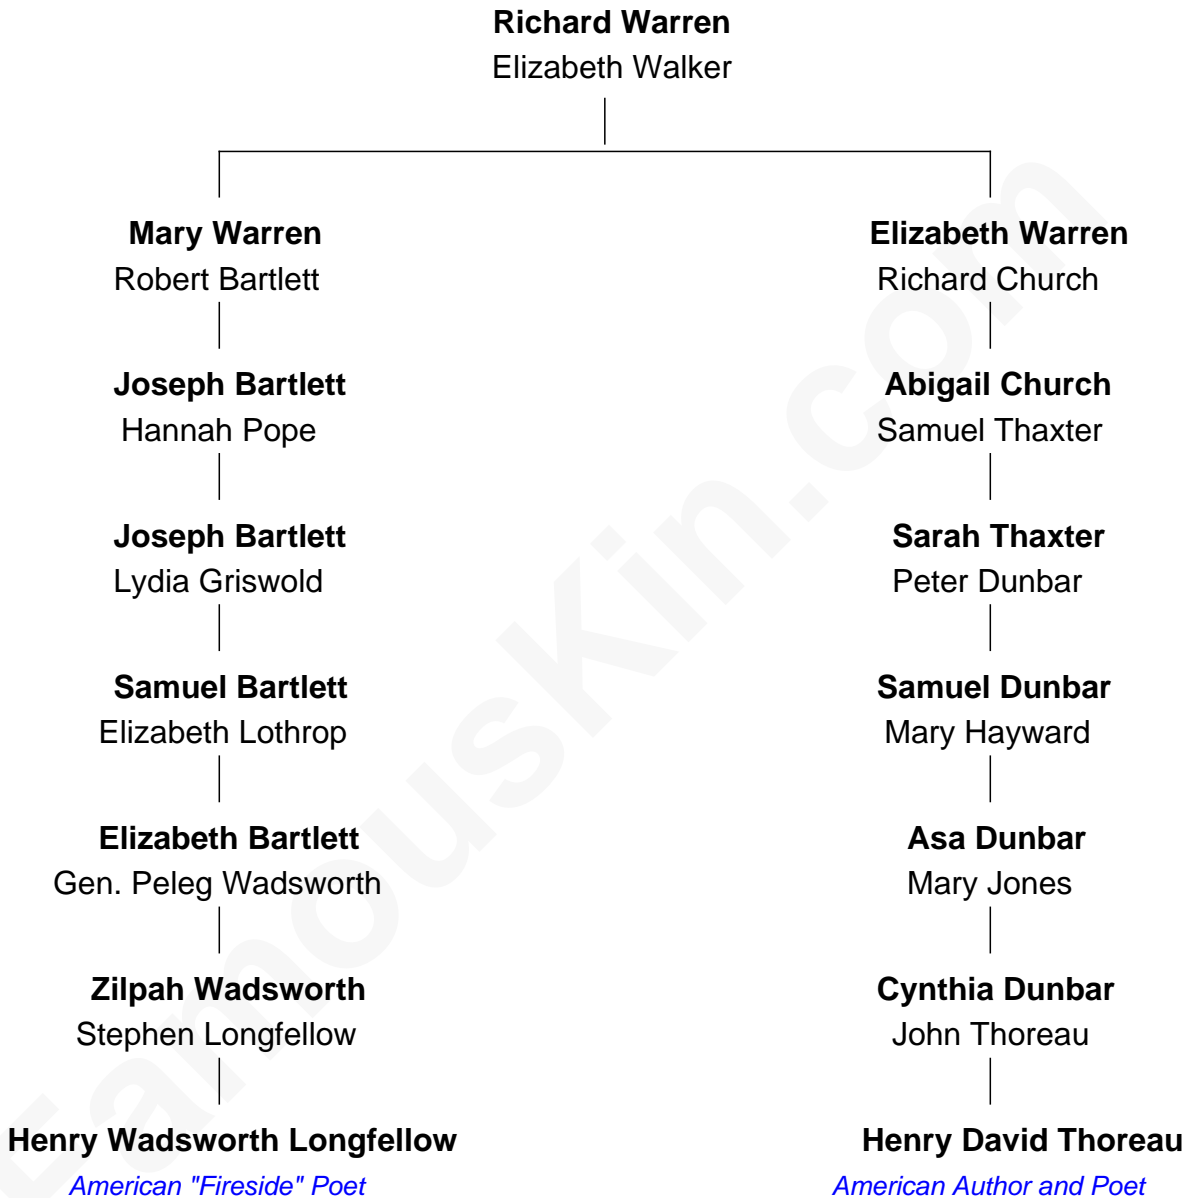 Richard Warren
Elizabeth Walker
Mary Warren
Robert Bartlett
Elizabeth Warren
Richard Church
Joseph Bartlett
Hannah Pope
Abigail Church
Samuel Thaxter
Joseph Bartlett
Lydia Griswold
Sarah Thaxter
Peter Dunbar
Samuel Bartlett
Elizabeth Lothrop
Samuel Dunbar
Mary Hayward
Elizabeth Bartlett
Gen. Peleg Wadsworth
Asa Dunbar
Mary Jones
Zilpah Wadsworth
Stephen Longfellow
Cynthia Dunbar
John Thoreau
Henry Wadsworth Longfellow
American "Fireside" Poet
Henry David Thoreau
American Author and Poet
FamousKin.com